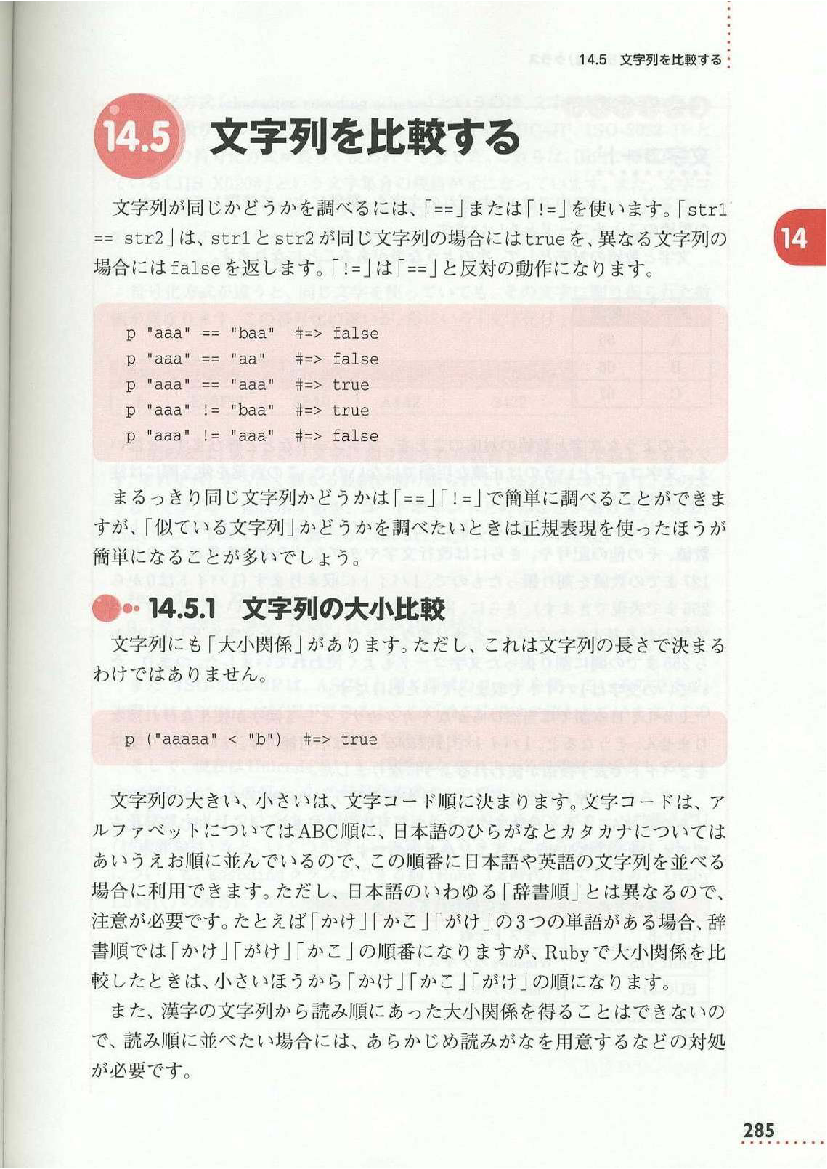 14.5 文字列を比較する
14.5 文字列を比較する
文字列が同じかどうかを調べるには、「==」または「!=」を使います。「str1
== str2」は、str1とstr2が同じ文字列の場合にはtrueを、異なる文字列の
場合にはfalseを返します。「!=」は「==」と反対の動作になります。
14
p "aaa" == "baa" #=> false
p "aaa" == "aa" #=> false
p "aaa" == "aaa" #=> true
p "aaa" != "baa" #=> true
p "aaa" != "aaa" #=> false
まるっきり同じ文字列かどうかは「==」「!=」で簡単に調べることができま
すが、「似ている文字列」かどうかを調べたいときは正規表現を使ったほうが
簡単になることが多いでしょう。
14.5.1 文字列の大小比較
文字列にも「大小関係」があります。ただし、これは文字列の長さで決まる
わけではありません。
p ("aaaaa" < "b") #=> true
文字列の大きい、小さいは、文字コード順に決まります。文字コードは、ア
ルファベットについてはABC順に、日本語のひらがなとカタカナについては
あいうえお順に並んでいるので、この順番に日本語や英語の文字列を並べる
場合に利用できます。ただし、日本語のいわゆる「辞書順」とは異なるので、
注意が必要です。たとえば「かけ」「かこ」「がけ」の3つの単語がある場合、辞
書順では「かけ」「がけ」「かこ」の順番になりますが、Rubyで大小関係を比
較したときは、小さいほうから「かけ」「かこ」「がけ」の順になります。
また、漢字の文字列から読み順にあった大小関係を得ることはできないの
で、読み順に並べたい場合には、あらかじめ読みがなを用意するなどの対処
が必要です。
285